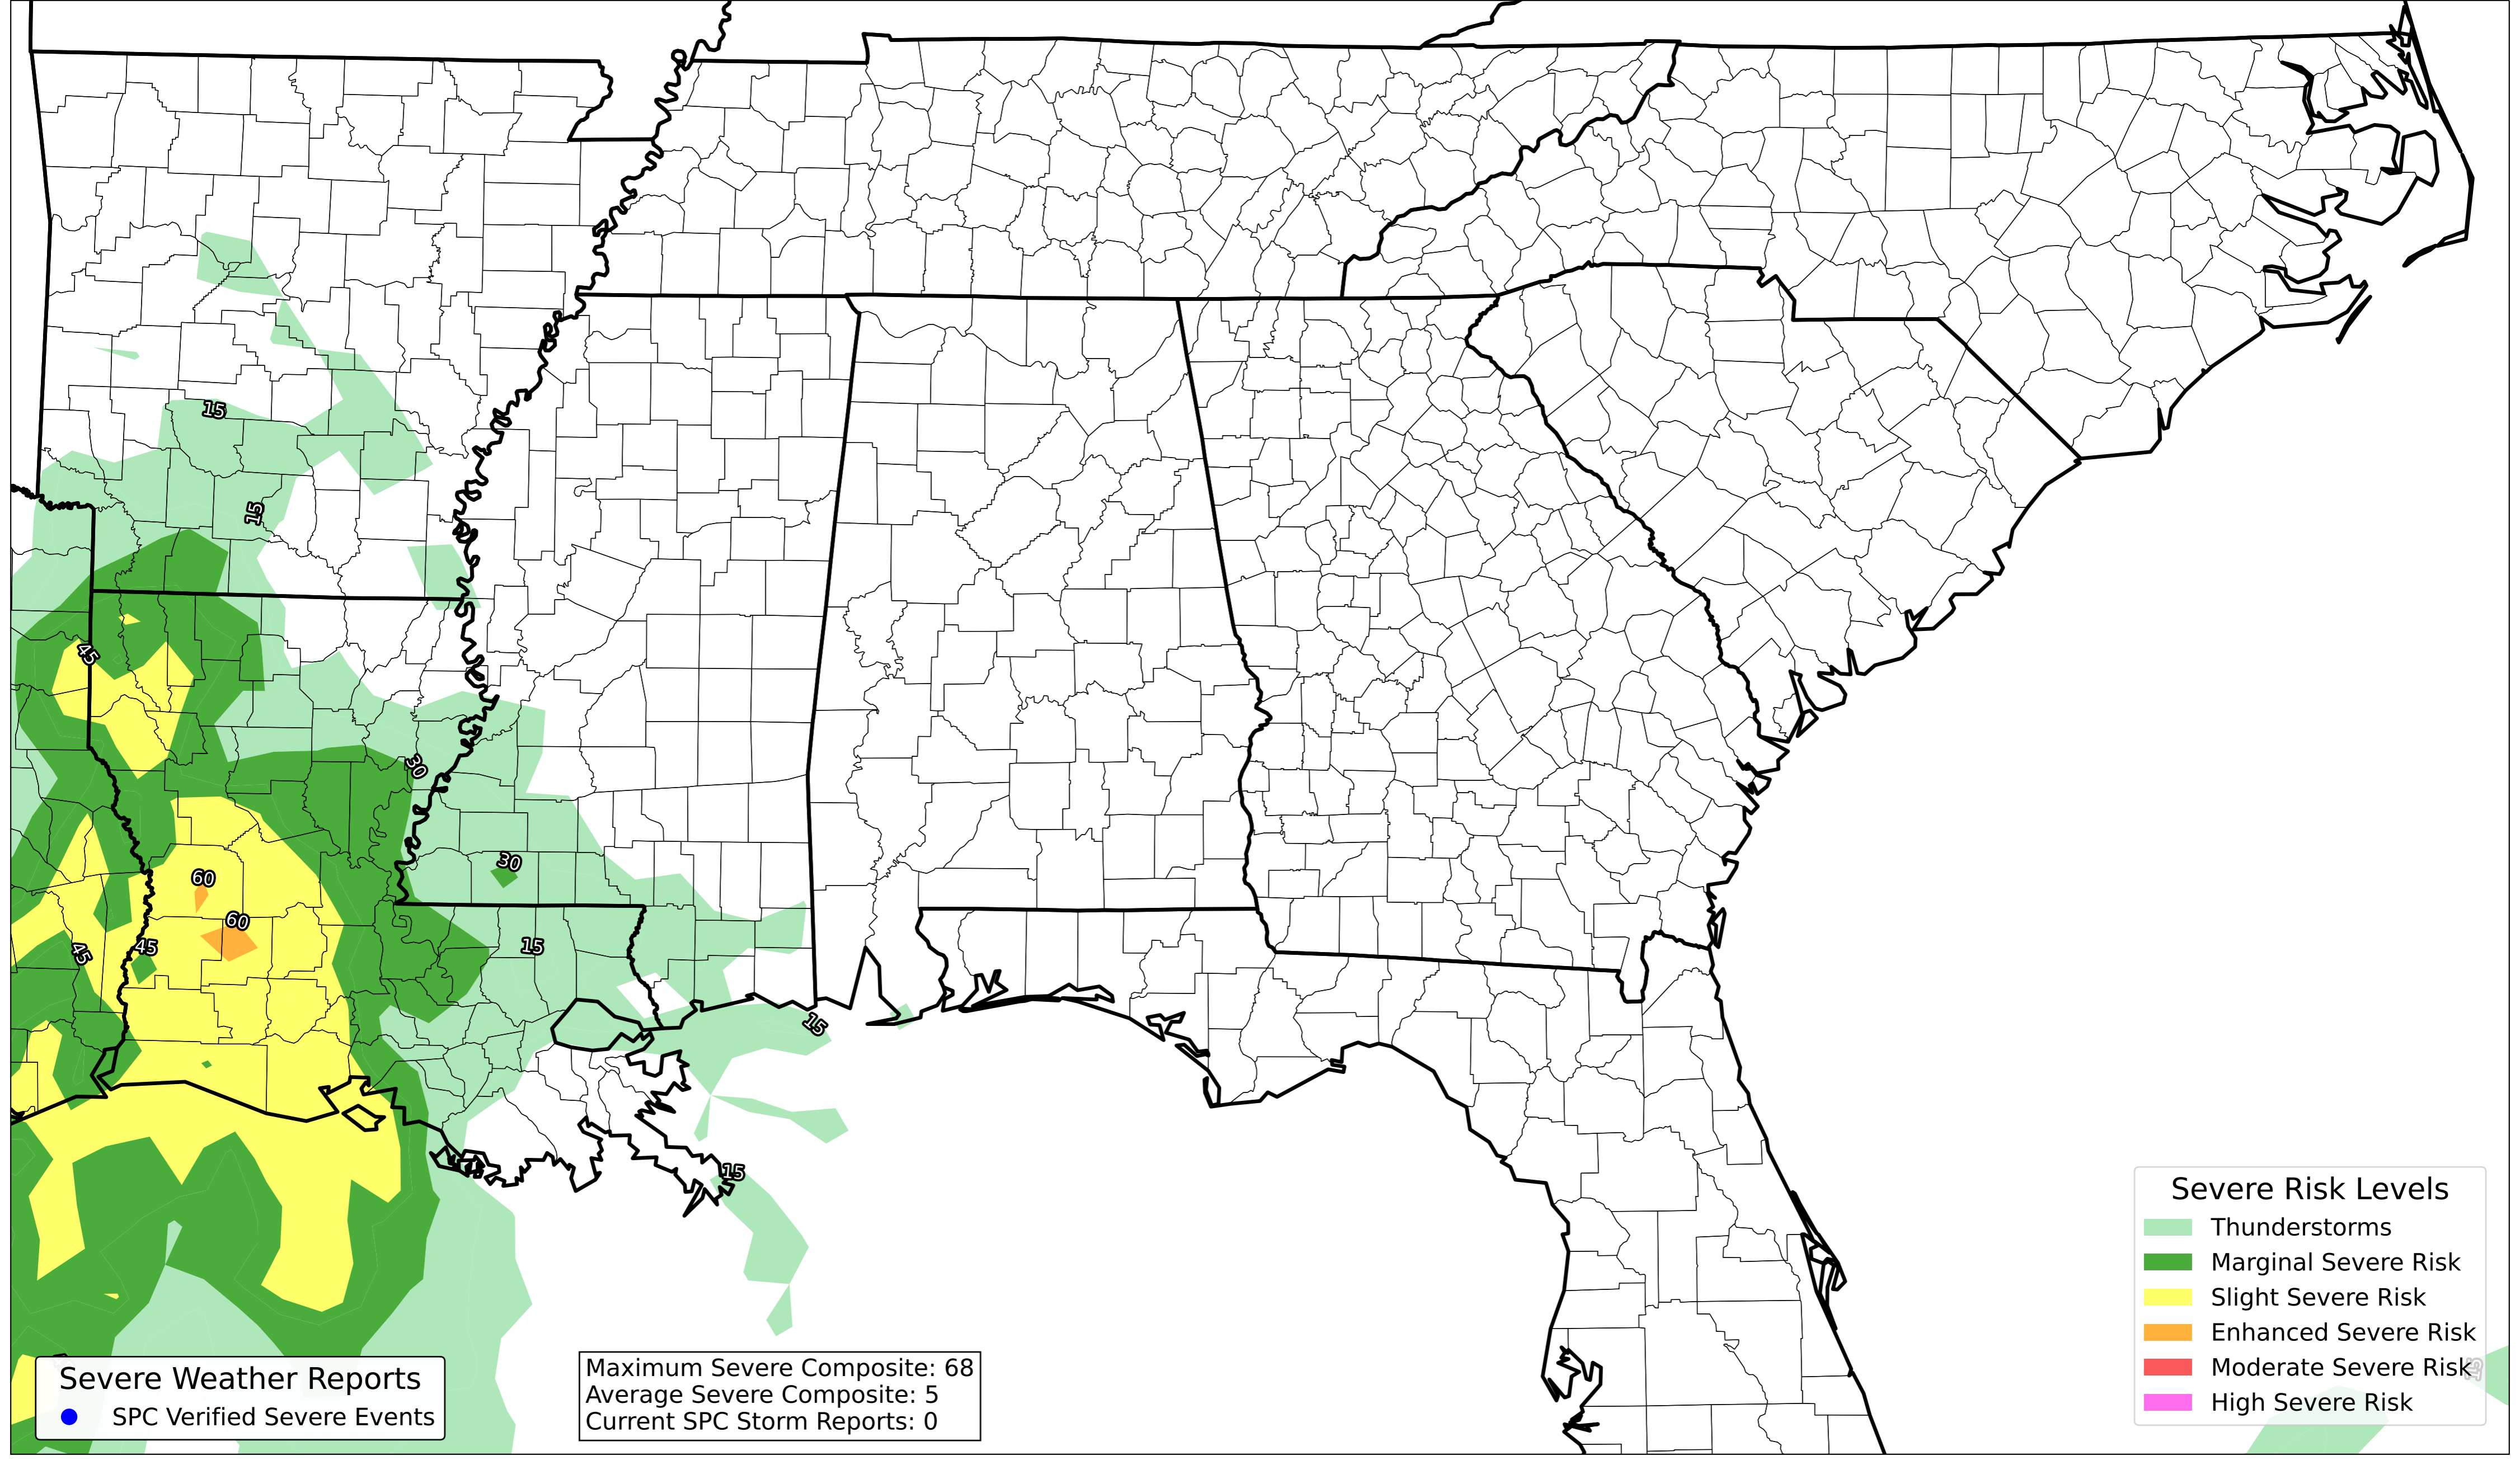 15
15
45
30
30
60
60
15
45
45
15
15
Severe Risk Levels
Thunderstorms
Marginal Severe Risk
Slight Severe Risk
Enhanced Severe Risk
Moderate Severe Risk
High Severe Risk
15
Severe Weather Reports
SPC Verified Severe Events
Maximum Severe Composite: 68
Average Severe Composite: 5
Current SPC Storm Reports: 0